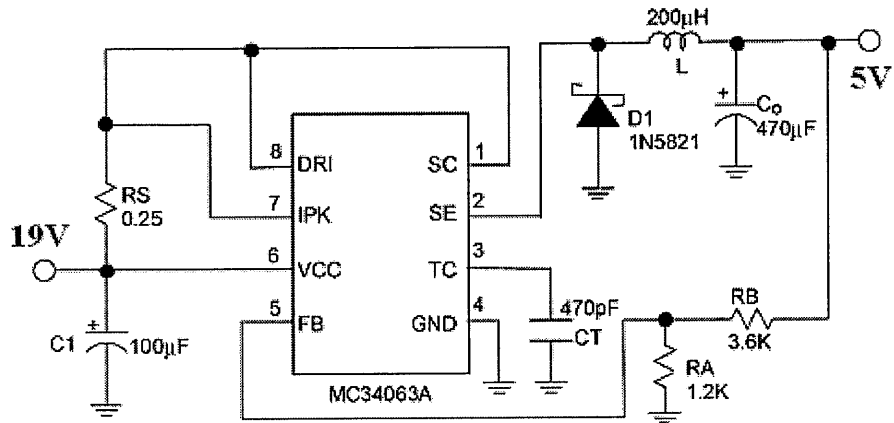 200µH
L
5V
+
Co
470µF
D1
1N5821
8
DRI
SC
1
RS
0.25
7
IPK
SE
2
19V
6
VCC
TC
3
5
FB
GND
4
470pF
CT
RB
3.6K
+
C1
100µF
RA
1.2K
MC34063A